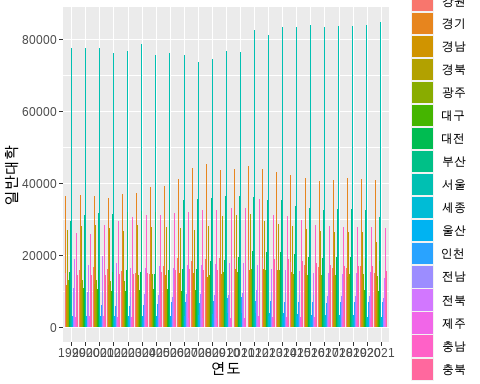 강원
경기
경남
경북
광주
대구
대전
부산
서울
세종
울산
인천
전남
전북
제주
충남
충북
80000
60000
40000
20000
0
일반대학
연도